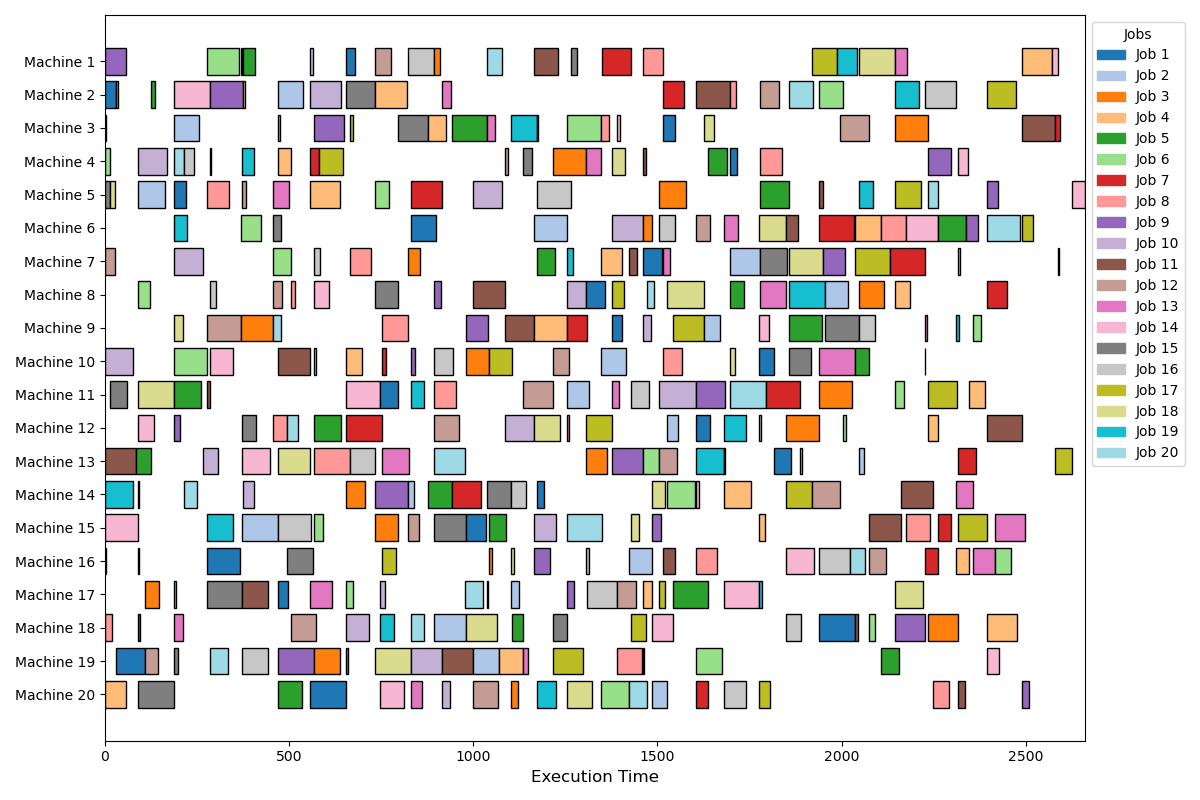 Machine 1
Machine 2
Machine 3
Machine 4
Machine 5
Machine 6
Machine 7
Machine 8
Machine 9
Machine 10
Machine 11
Machine 12
Machine 13
Machine 14
Machine 15
Machine 16
Machine 17
Machine 18
Machine 19
Machine 20
0 500 1000 1500 2000 2500
Execution Time
Jobs
Job 1
Job 2
Job 3
Job 4
Job 5
Job 6
Job 7
Job 8
Job 9
Job 10
Job 11
Job 12
Job 13
Job 14
Job 15
Job 16
Job 17
Job 18
Job 19
Job 20